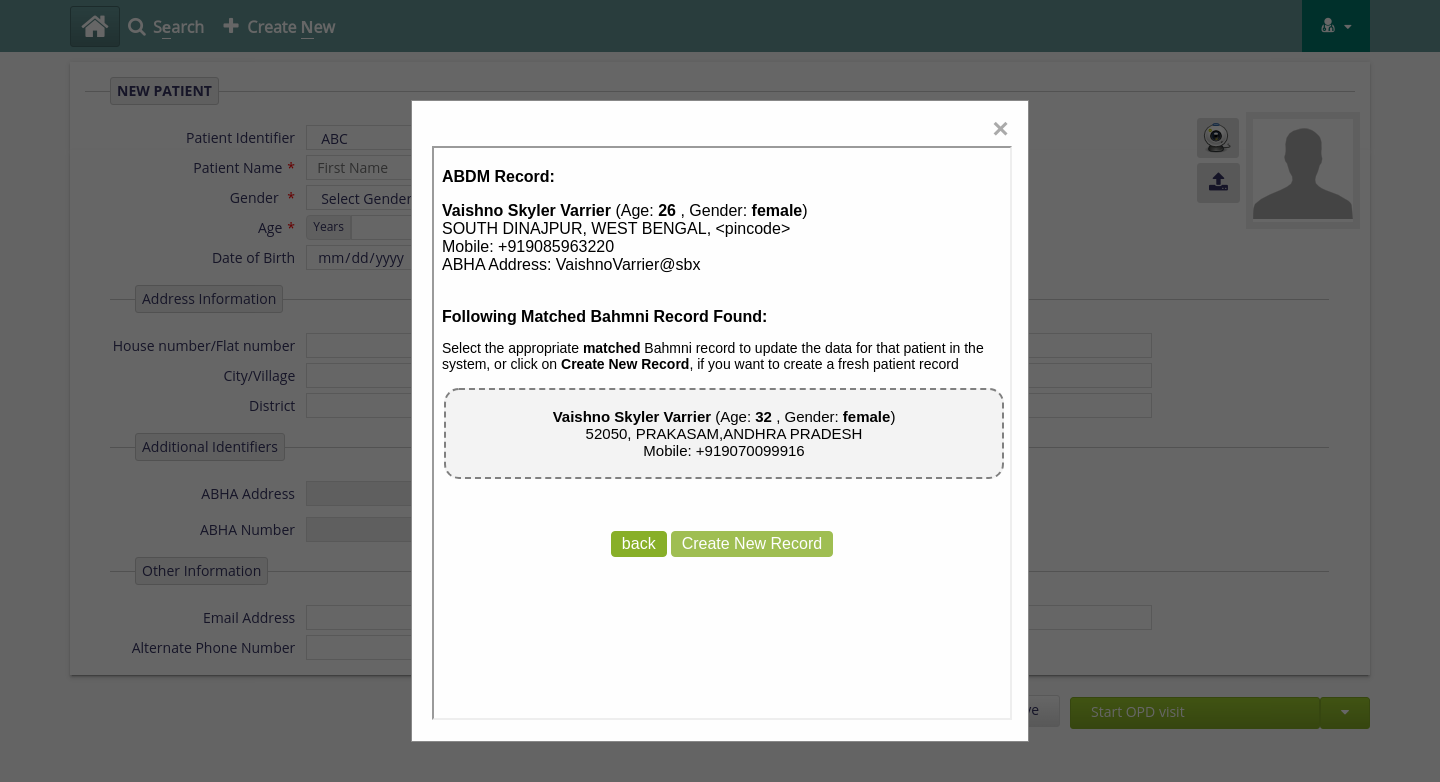 Search
Create New
NEW PATIENT
Patient Identifier
ABC
Patient Name *
First Name
Gender *
Select Gender
Age *
Years
Date of Birth
mm/dd/yyyy
Address Information
House number/Flat number
City/Village
District
Additional Identifiers
ABHA Address
ABHA Number
Other Information
Email Address
Alternate Phone Number
×
ABDM Record:
Vaishno Skyler Varrier (Age: 26 , Gender: female)
SOUTH DINAJPUR, WEST BENGAL, <pincode>
Mobile: +919085963220
ABHA Address: VaishnoVarrier@sbx
Following Matched Bahmni Record Found:
Select the appropriate matched Bahmni record to update the data for that patient in the
system, or click on Create New Record, if you want to create a fresh patient record
Vaishno Skyler Varrier (Age: 32 , Gender: female)
52050, PRAKASAM,ANDHRA PRADESH
Mobile: +919070099916
back
Create New Record
Start OPD visit